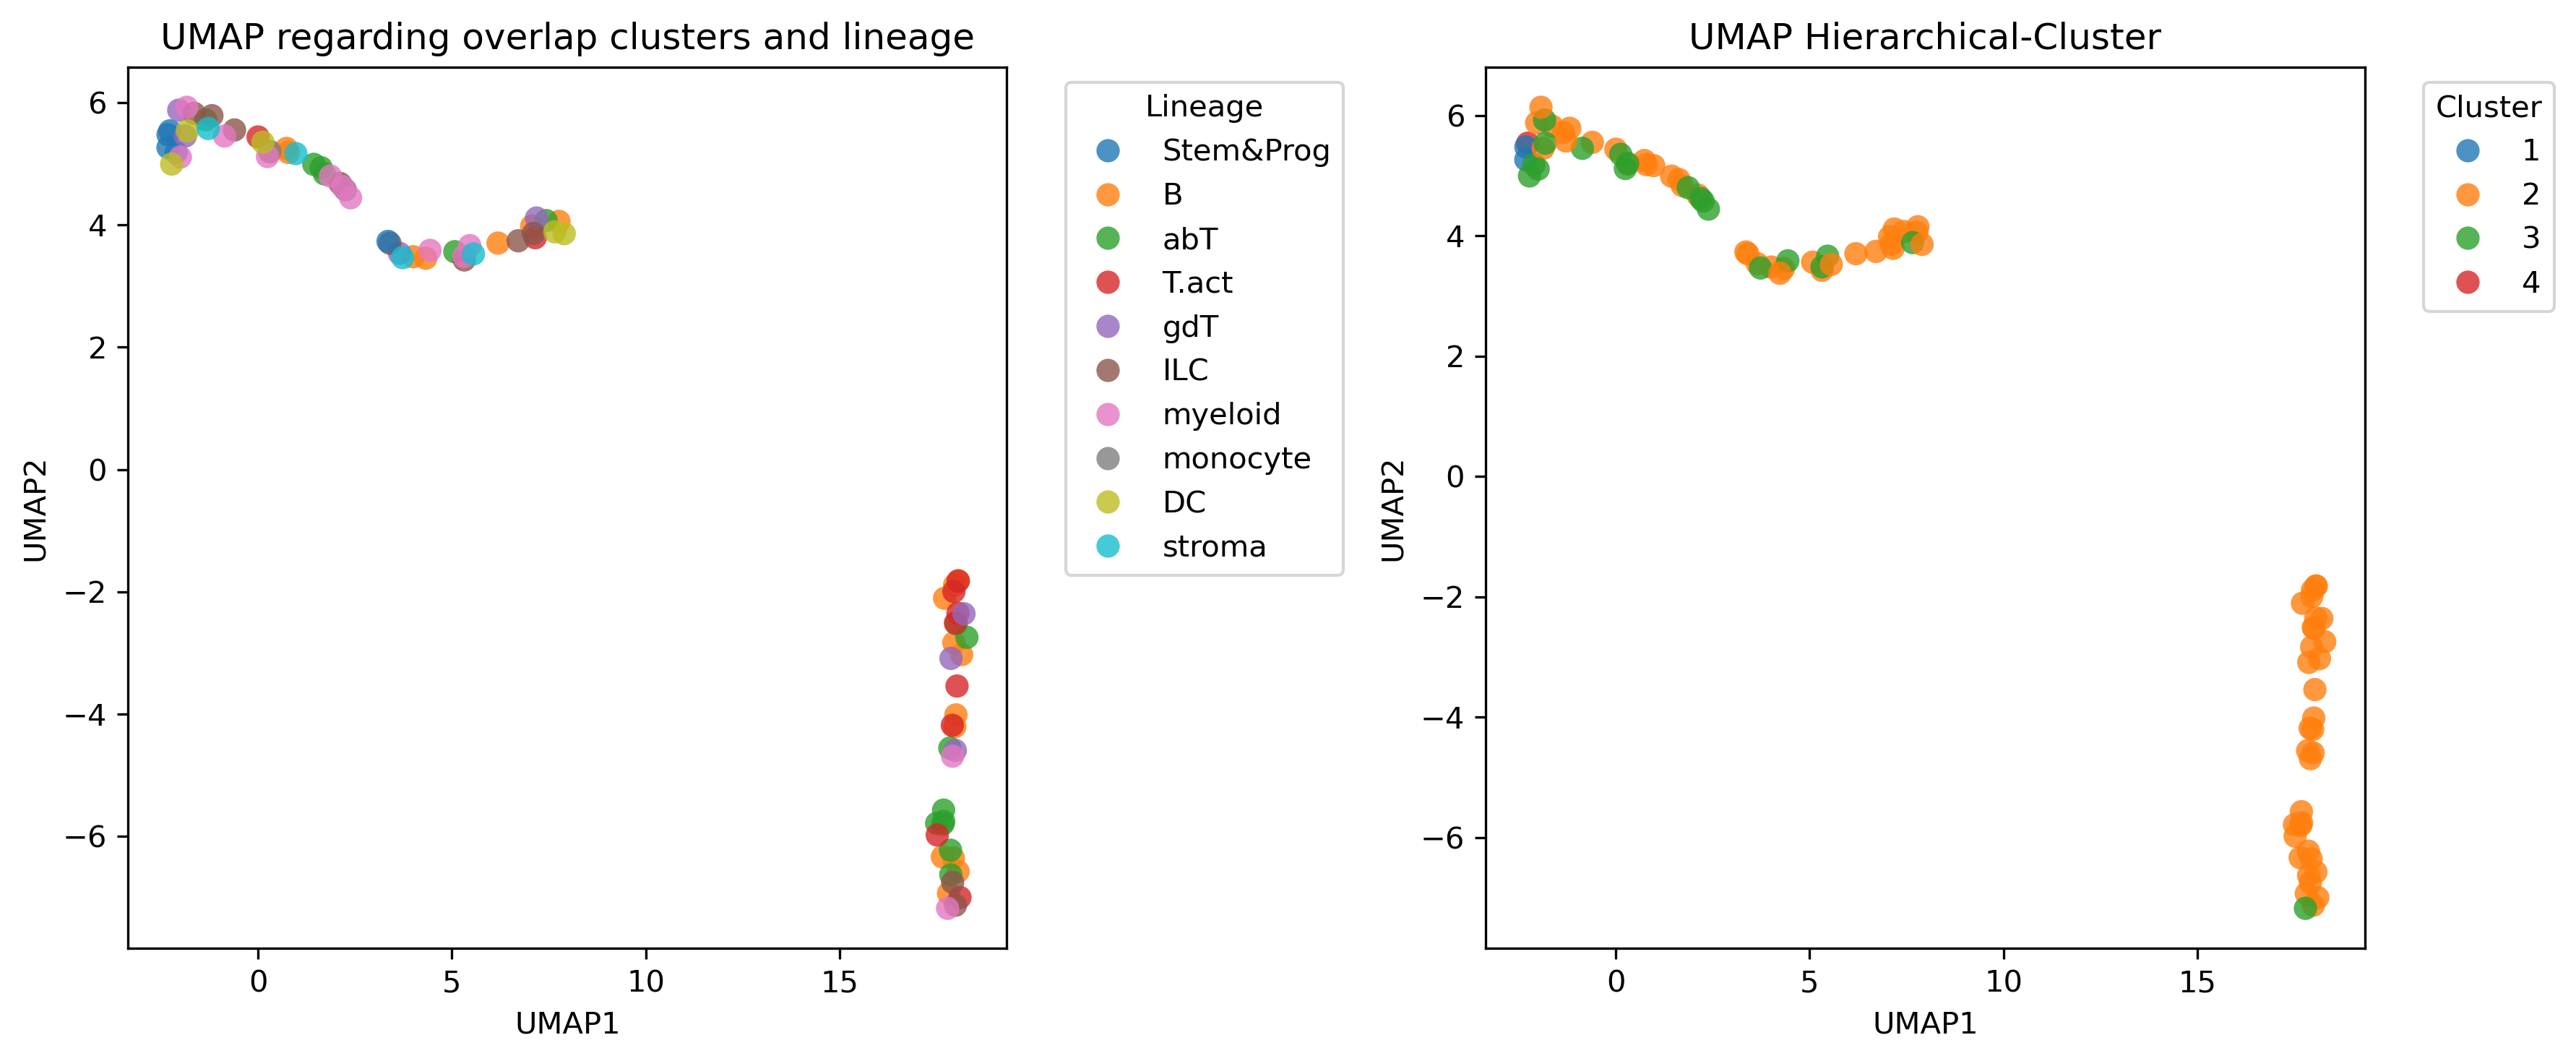 UMAP regarding overlap clusters and lineage
6
4
2
0
−2
−4
−6
UMAP2
0
5
10
15
UMAP1
Lineage
Stem&Prog
B
abT
T.act
gdT
ILC
myeloid
monocyte
DC
stroma
UMAP Hierarchical-Cluster
6
4
2
0
−2
−4
−6
UMAP2
0
5
10
15
UMAP1
Cluster
1
2
3
4